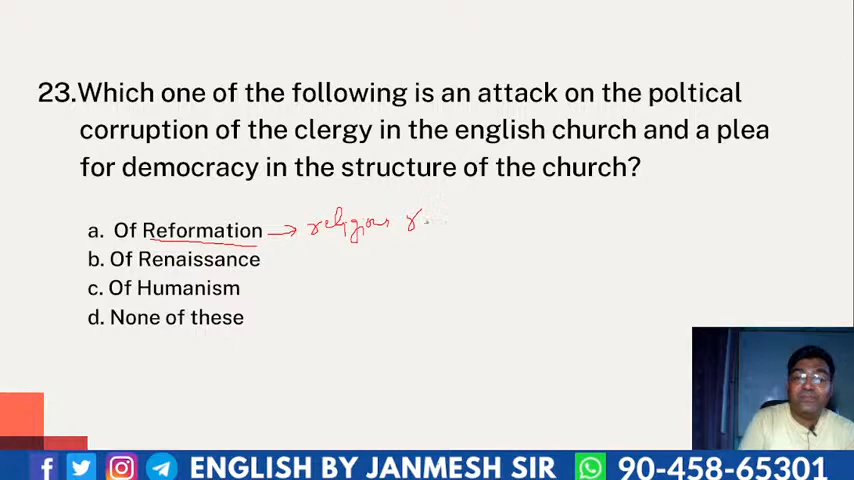 23.Which one of the following is an attack on the poltical
corruption of the clergy in the english church and a plea
for democracy in the structure of the church?
a. Of Reformation → religious r
b. Of Renaissance
c. Of Humanism
d. None of these
ENGLISH BY JANMESH SIR 90-458-65301